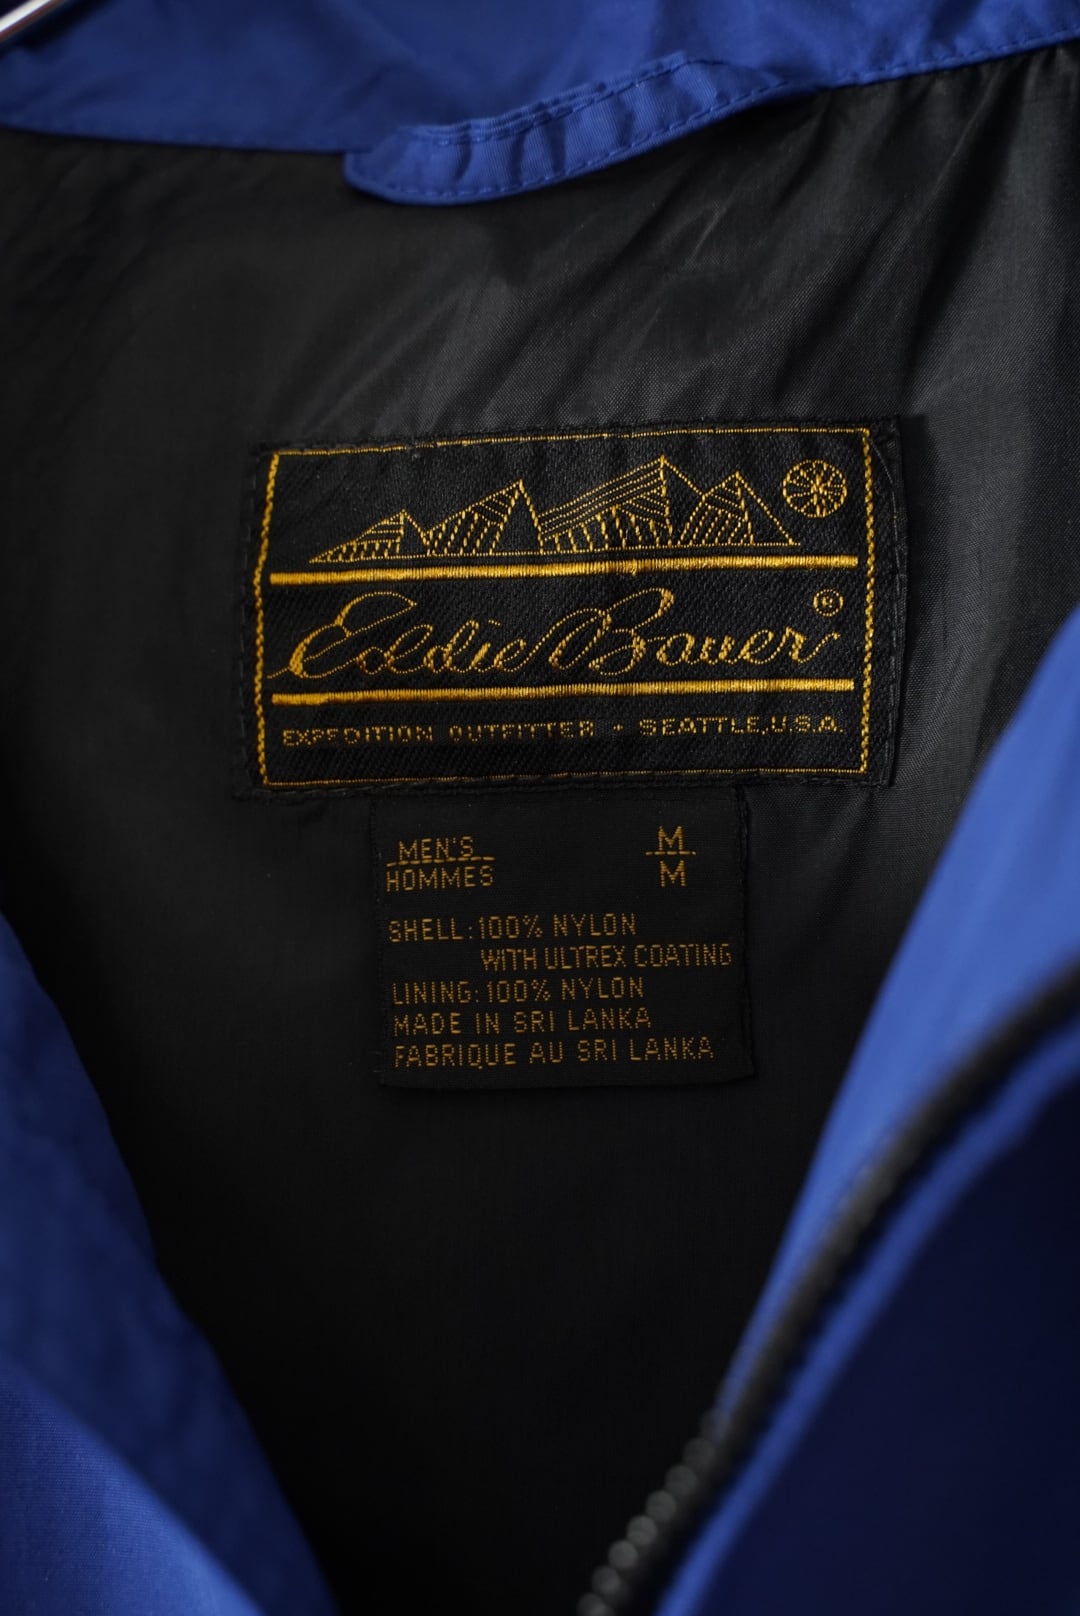 Eddie Bauer®
EXPEDITION OUTFITTER • SEATTLE, U.S.A.
MEN'S M
HOMMES M
SHELL: 100% NYLON
WITH ULTREX COATING
LINING: 100% NYLON
MADE IN SRI LANKA
FABRIQUE AU SRI LANKA